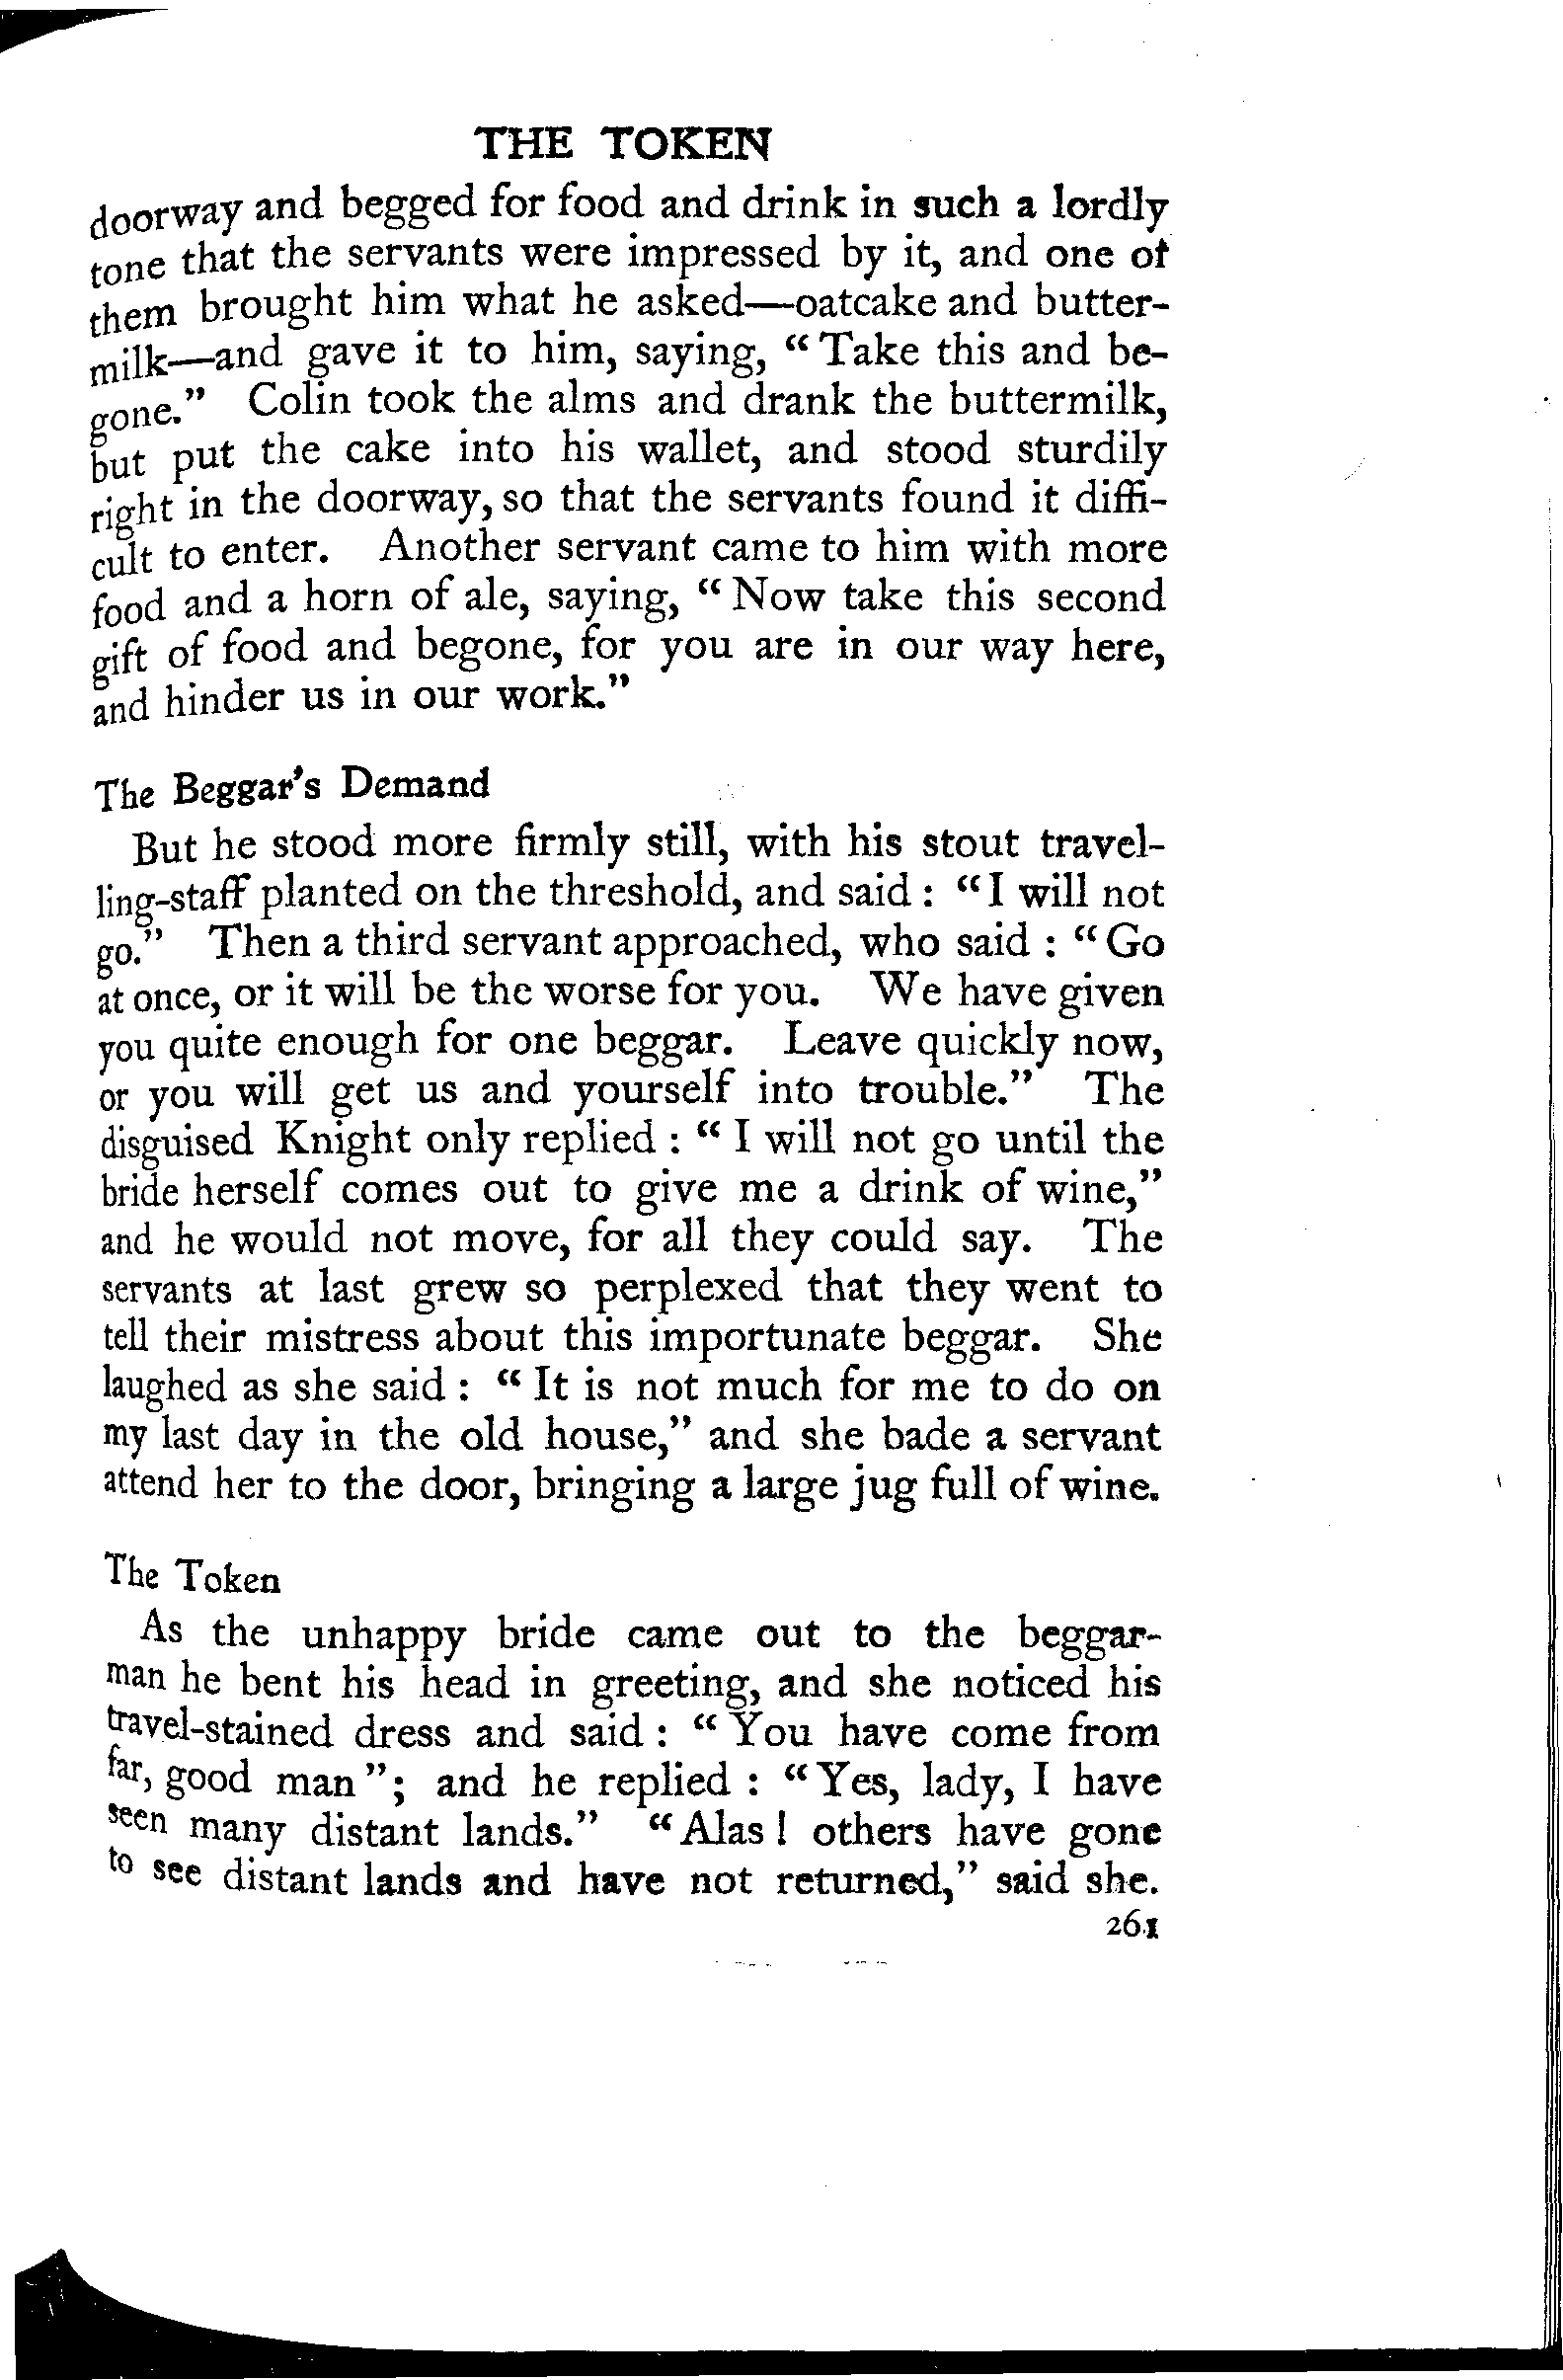 THE TOKEN
doorway and begged for food and drink in such a lordly
tone that the servants were impressed by it, and one of
them brought him what he asked—oatcake and butter-
milk—and gave it to him, saying, “Take this and be-
gone.” Colin took the alms and drank the buttermilk,
but put the cake into his wallet, and stood sturdily
right in the doorway, so that the servants found it diffi-
cult to enter. Another servant came to him with more
food and a horn of ale, saying, “Now take this second
gift of food and begone, for you are in our way here,
and hinder us in our work.”
The Beggar’s Demand
But he stood more firmly still, with his stout travel-
ling-staff planted on the threshold, and said : “I will not
go.” Then a third servant approached, who said : “Go
at once, or it will be the worse for you. We have given
you quite enough for one beggar. Leave quickly now,
or you will get us and yourself into trouble.” The
disguised Knight only replied : “I will not go until the
bride herself comes out to give me a drink of wine,”
and he would not move, for all they could say. The
servants at last grew so perplexed that they went to
tell their mistress about this importunate beggar. She
laughed as she said : “It is not much for me to do on
my last day in the old house,” and she bade a servant
attend her to the door, bringing a large jug full of wine.
The Token
As the unhappy bride came out to the beggar-
man he bent his head in greeting, and she noticed his
travel-stained dress and said : “You have come from
far, good man”; and he replied : “Yes, lady, I have
seen many distant lands.” “Alas ! others have gone
to see distant lands and have not returned,” said she.
261